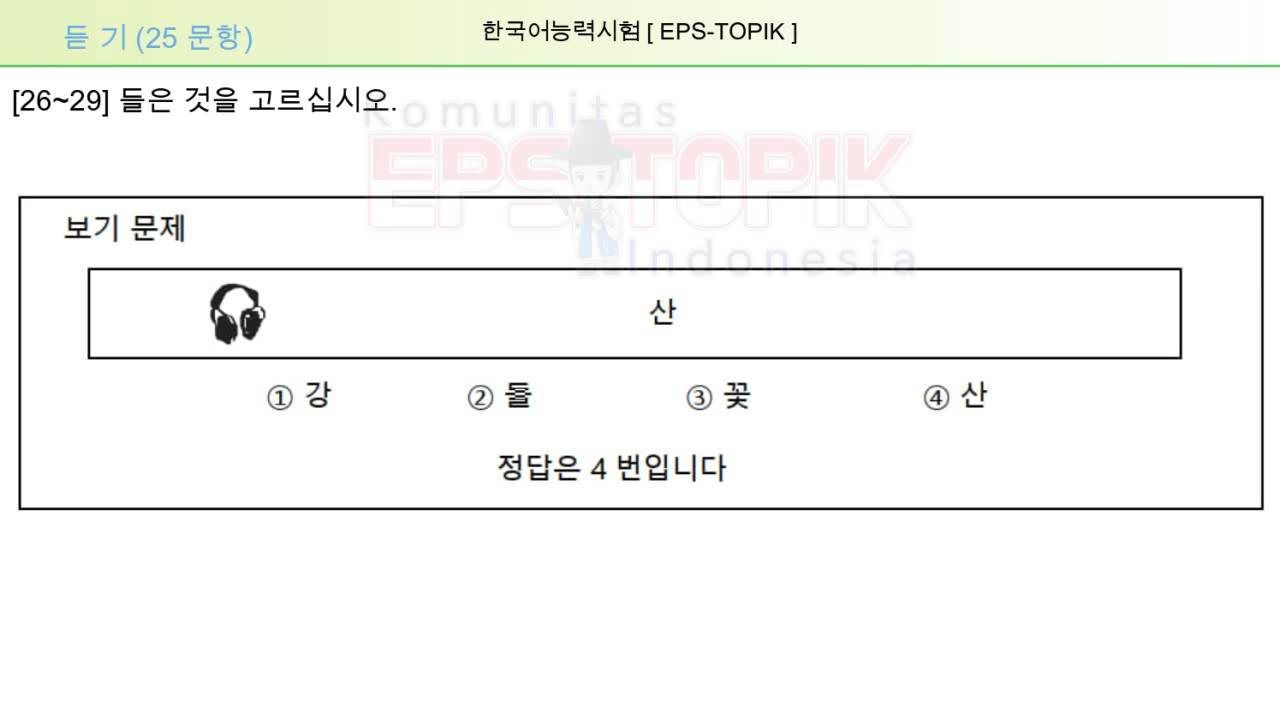 듣 기 (25 문항)
한국어능력시험 [ EPS-TOPIK ]
[26~29] 들은 것을 고르십시오.
Komunitas
EPS TOPIK
Indonesia
보기 문제
산
① 강 ② 돌 ③ 꽃 ④ 산
정답은 4 번입니다